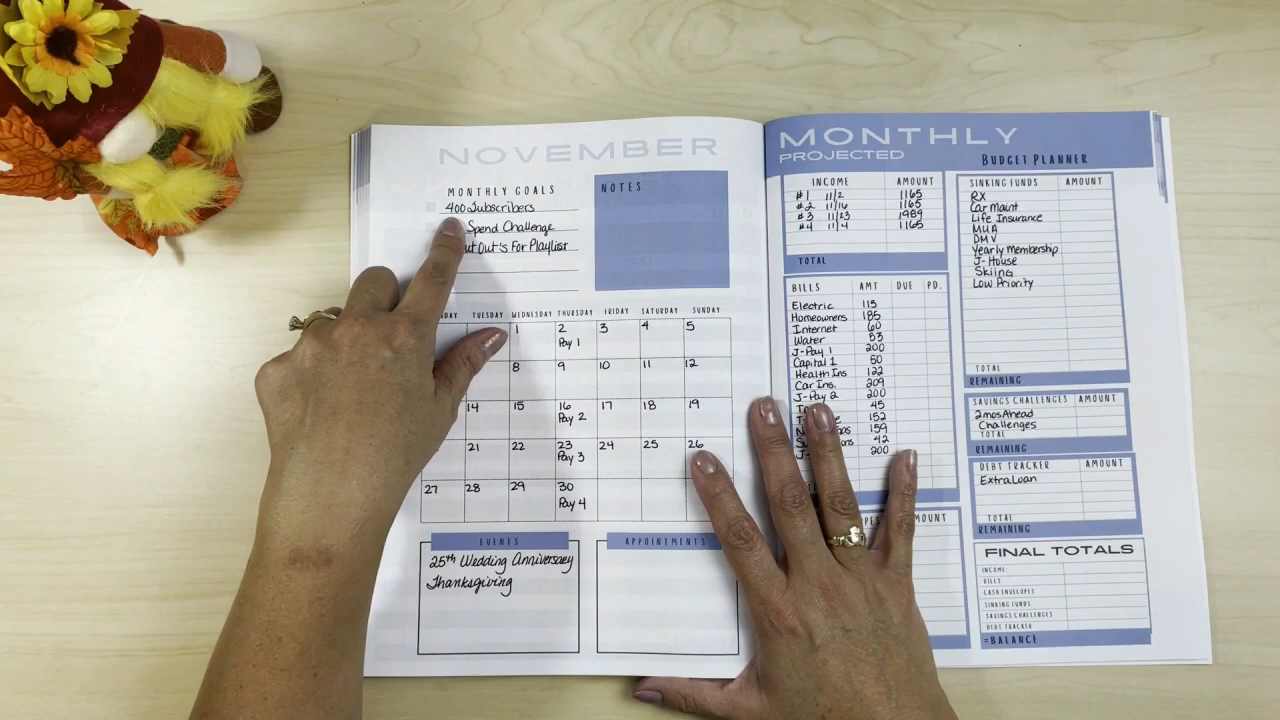 NOVEMBER
MONTHLY GOALS
400 Subscribers
Spend Challenge
Out's For Playlist
NOTES
TUESDAY WEDNESDAY THURSDAY FRIDAY SATURDAY SUNDAY
1 2 3 4 5
Pay 1
8 9 10 11 12
14 15 16 17 18 19
Pay 2
21 22 23 24 25 26
Pay 3
27 28 29 30
Pay 4
EVENTS
25th Wedding Anniversary
Thanksgiving
APPOINTMENTS
MONTHLY
PROJECTED
BUDGET PLANNER
INCOME AMOUNT
#1 11/2 1165
#2 11/16 1165
#3 11/23 1989
#4 11/4 1165
TOTAL
BILLS AMT DUE PD.
Electric 115
Homeowners 185
Internet 60
Water 53
J-Pay 1 200
Capital 1 50
Health Ins 122
Car Ins. 209
J-Pay 2 200
45
152
159
42
200
AMOUNT
SINKING FUNDS AMOUNT
RX
Car Maint
Life Insurance
MUA
DMV
Yearly Membership
J-House
Skiing
Low Priority
TOTAL
REMAINING
SAVINGS CHALLENGES AMOUNT
2mos Ahead
Challenges
TOTAL
REMAINING
DEBT TRACKER AMOUNT
Extra Loan
TOTAL
REMAINING
FINAL TOTALS
INCOME
BILLS
CASH ENVELOPES
SINKING FUNDS
SAVINGS CHALLENGES
DEBT TRACKER
=BALANCE